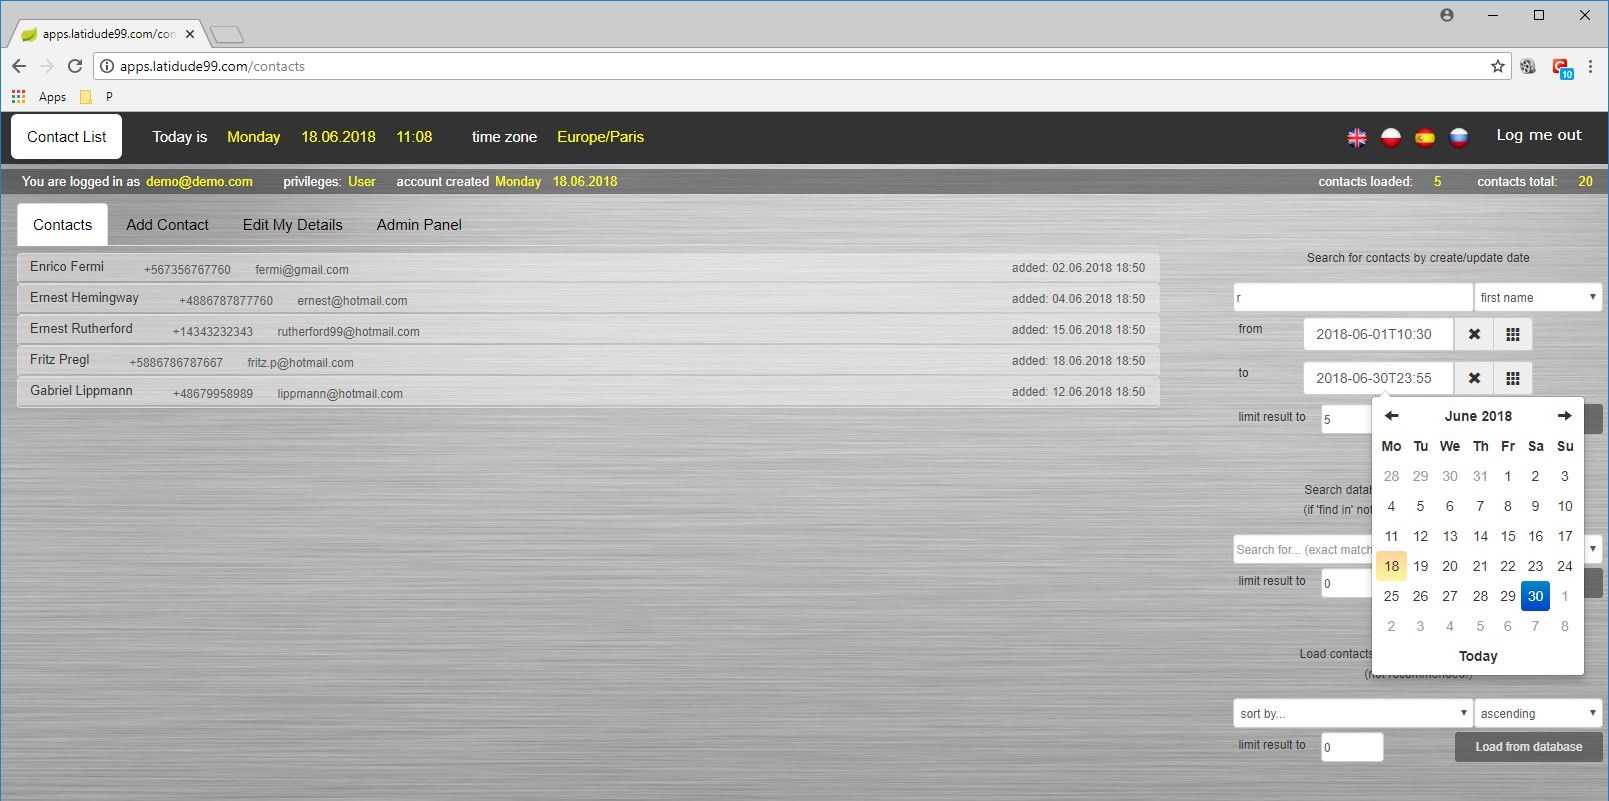 apps.latidude99.com/con
apps.latidude99.com/contacts
10
Apps P
Contact List Today is Monday 18.06.2018 11:08 time zone Europe/Paris Log me out
You are logged in as demo@demo.com privileges: User account created Monday 18.06.2018 contacts loaded: 5 contacts total: 20
Contacts Add Contact Edit My Details Admin Panel
Enrico Fermi +567356767760 fermi@gmail.com added: 02.06.2018 18:50
Ernest Hemingway +4886787877760 ernest@hotmail.com added: 04.06.2018 18:50
Ernest Rutherford +14343232343 rutherford99@hotmail.com added: 15.06.2018 18:50
Fritz Pregl +5886786787667 fritz.p@hotmail.com added: 18.06.2018 18:50
Gabriel Lippmann +48679958989 lippmann@hotmail.com added: 12.06.2018 18:50
Search for contacts by create/update date
r first name
from 2018-06-01T10:30
to 2018-06-30T23:55
limit result to 5
June 2018
Mo Tu We Th Fr Sa Su
28 29 30 31 1 2 3
4 5 6 7 8 9 10
11 12 13 14 15 16 17
18 19 20 21 22 23 24
25 26 27 28 29 30 1
2 3 4 5 6 7 8
Today
Search datab
(if 'find in' not
Search for... (exact match
limit result to 0
Load contacts
(not recommended!)
sort by... ascending
limit result to 0 Load from database